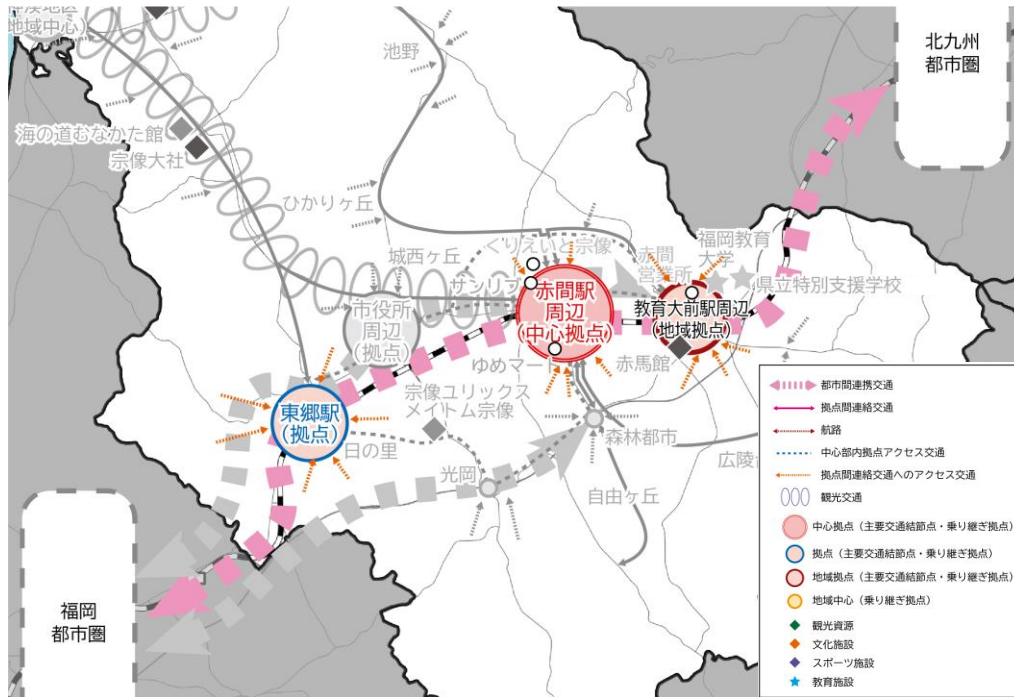 地域中心）
池野
北九州
都市圏
海の道むなかた館
宗像大社
ひかりヶ丘
城西ヶ丘
くりえいと宗像
赤間
営業所
福岡教育
大学
県立特別支援学校
サンリブ
赤間駅
周辺
（中心拠点）
教育大前駅周辺
（地域拠点）
市役所
周辺
（拠点）
ゆめマート
赤馬館
宗像ユリックス
メイトム宗像
東郷駅
（拠点）
日の里
光岡
森林都市
自由ヶ丘
広陵
福岡
都市圏
都市間連携交通
拠点間連絡交通
航路
中心部内拠点アクセス交通
拠点間連絡交通へのアクセス交通
観光交通
中心拠点（主要交通結節点・乗り継ぎ拠点）
拠点（主要交通結節点・乗り継ぎ拠点）
地域拠点（主要交通結節点・乗り継ぎ拠点）
地域中心（乗り継ぎ拠点）
観光資源
文化施設
スポーツ施設
教育施設